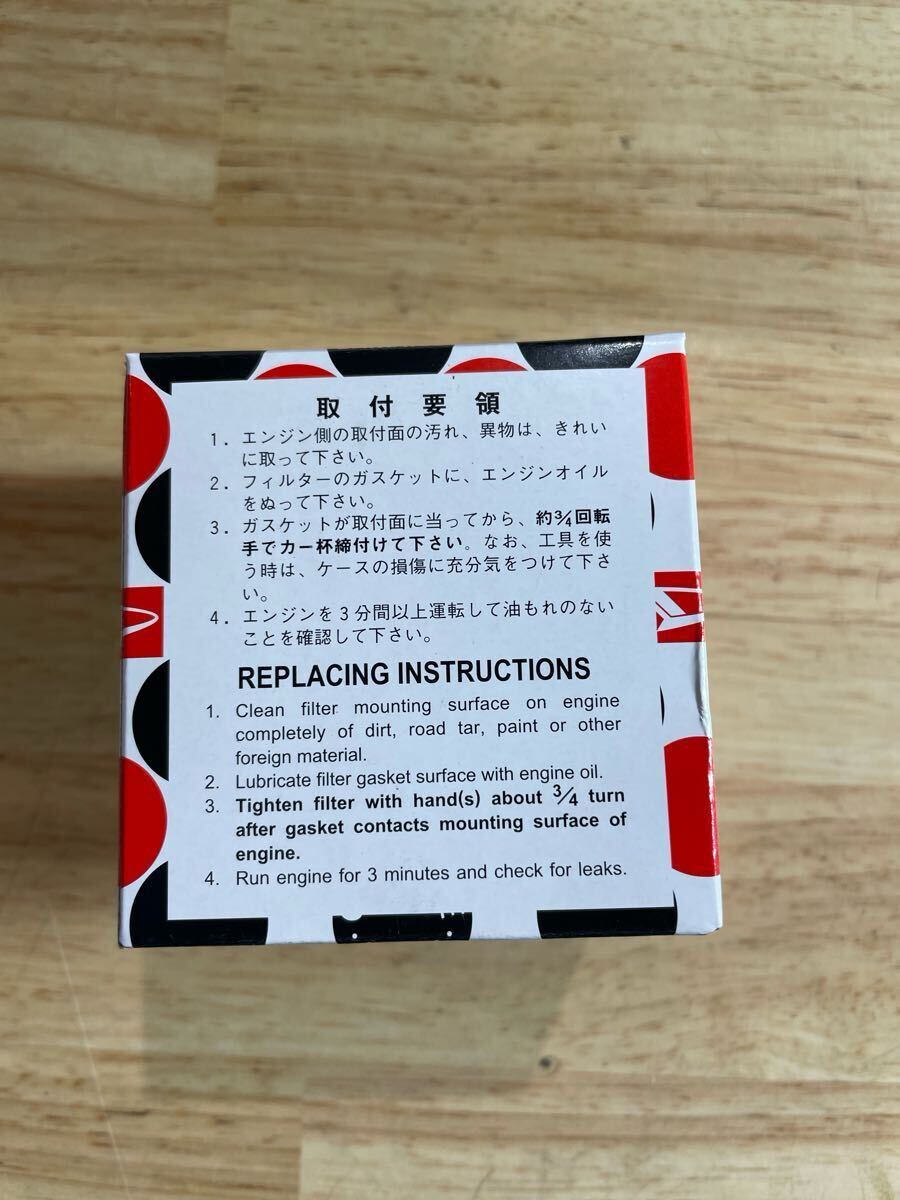 取付要領
1. エンジン側の取付面の汚れ、異物は、きれい
に取って下さい。
2. フィルターのガスケットに、エンジンオイル
をぬって下さい。
3. ガスケットが取付面に当ってから、約3/4回転
手で力一杯締付けて下さい。なお、工具を使
う時は、ケースの損傷に充分気をつけて下さ
い。
4. エンジンを3分間以上運転して油もれのない
ことを確認して下さい。
REPLACING INSTRUCTIONS
1. Clean filter mounting surface on engine
completely of dirt, road tar, paint or other
foreign material.
2. Lubricate filter gasket surface with engine oil.
3. Tighten filter with hand(s) about 3/4 turn
after gasket contacts mounting surface of
engine.
4. Run engine for 3 minutes and check for leaks.